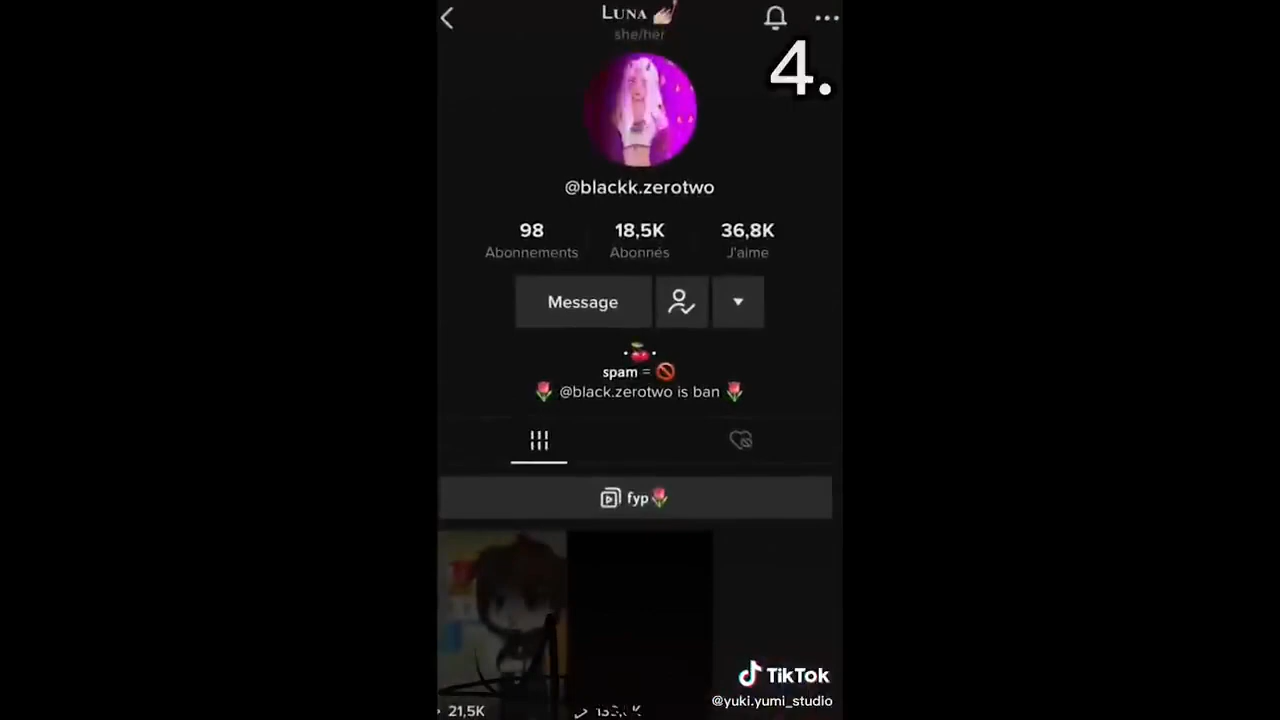 LUNA
she/her
4.
@blackk.zerotwo
98 18,5K 36,8K
Abonnements Abonnés J'aime
Message
spam =
@black.zerotwo is ban
fyp
TikTok
@yuki.yumi_studio
21,5K